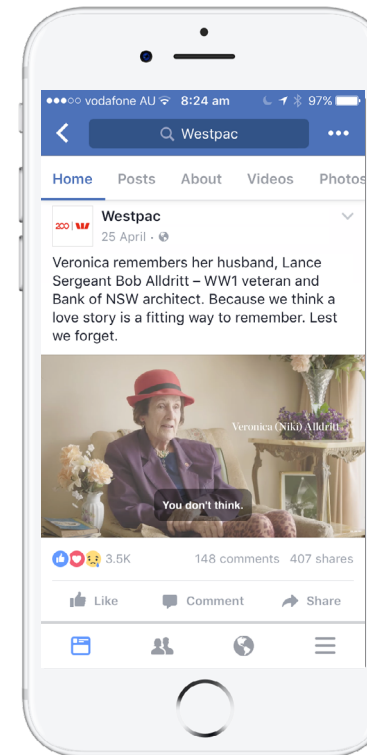 vodafone AU 8:24 am 97%
Westpac
Home Posts About Videos Photos
200 Westpac
25 April
Veronica remembers her husband, Lance
Sergeant Bob Alldritt – WW1 veteran and
Bank of NSW architect. Because we think a
love story is a fitting way to remember. Lest
we forget.
Veronica (Niki) Alldritt
You don't think.
3.5K 148 comments 407 shares
Like Comment Share